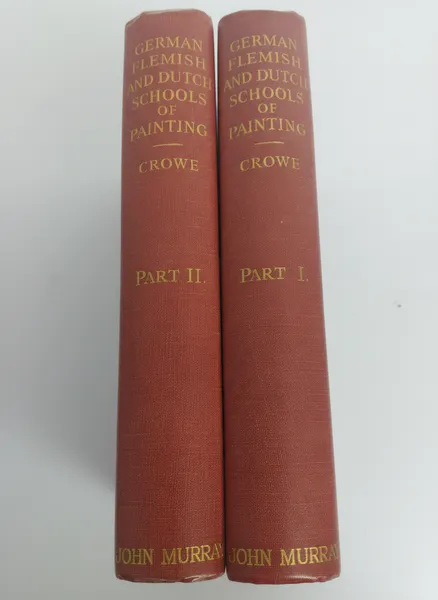 GERMAN
FLEMISH
AND DUTCH
SCHOOLS
OF
PAINTING
CROWE
PART II.
JOHN MURRAY
GERMAN
FLEMISH
AND DUTCH
SCHOOLS
OF
PAINTING
CROWE
PART I.
JOHN MURRAY